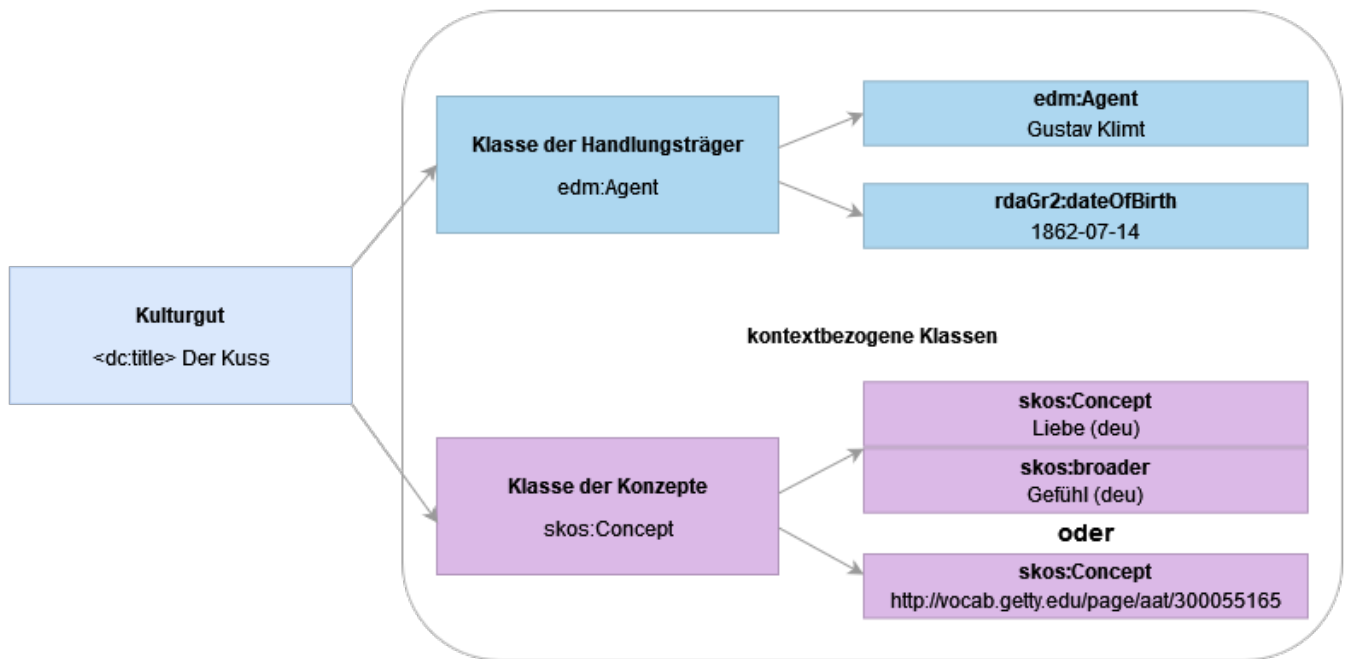 Kulturgut
<dc:title> Der Kuss
Klasse der Handlungsträger
edm:Agent
edm:Agent
Gustav Klimt
rdaGr2:dateOfBirth
1862-07-14
kontextbezogene Klassen
Klasse der Konzepte
skos:Concept
skos:Concept
Liebe (deu)
skos:broader
Gefühl (deu)
oder
skos:Concept
http://vocab.getty.edu/page/aat/300055165